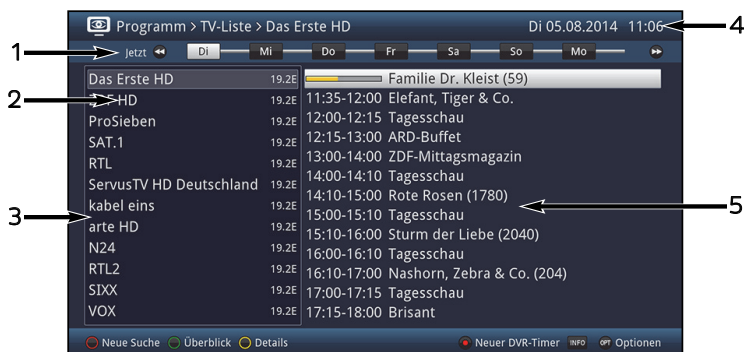 Programm > TV-Liste > Das Erste HD Di 05.08.2014 11:06 4
1 Jetzt Di Mi Do Fr Sa So Mo
Das Erste HD 19.2E Familie Dr. Kleist (59)
2 HD 19.2E 11:35-12:00 Elefant, Tiger & Co.
ProSieben 19.2E 12:00-12:15 Tagesschau
SAT.1 19.2E 12:15-13:00 ARD-Buffet
RTL 19.2E 13:00-14:00 ZDF-Mittagsmagazin
14:00-14:10 Tagesschau
ServusTV HD Deutschland 19.2E 14:10-15:00 Rote Rosen (1780) 5
kabel eins 19.2E 15:00-15:10 Tagesschau
3 arte HD 19.2E 15:10-16:00 Sturm der Liebe (2040)
N24 19.2E 16:00-16:10 Tagesschau
RTL2 19.2E 16:10-17:00 Nashorn, Zebra & Co. (204)
SIXX 19.2E 17:00-17:15 Tagesschau
VOX 19.2E 17:15-18:00 Brisant
Neue Suche Überblick Details Neuer DVR-Timer INFO OPT Optionen